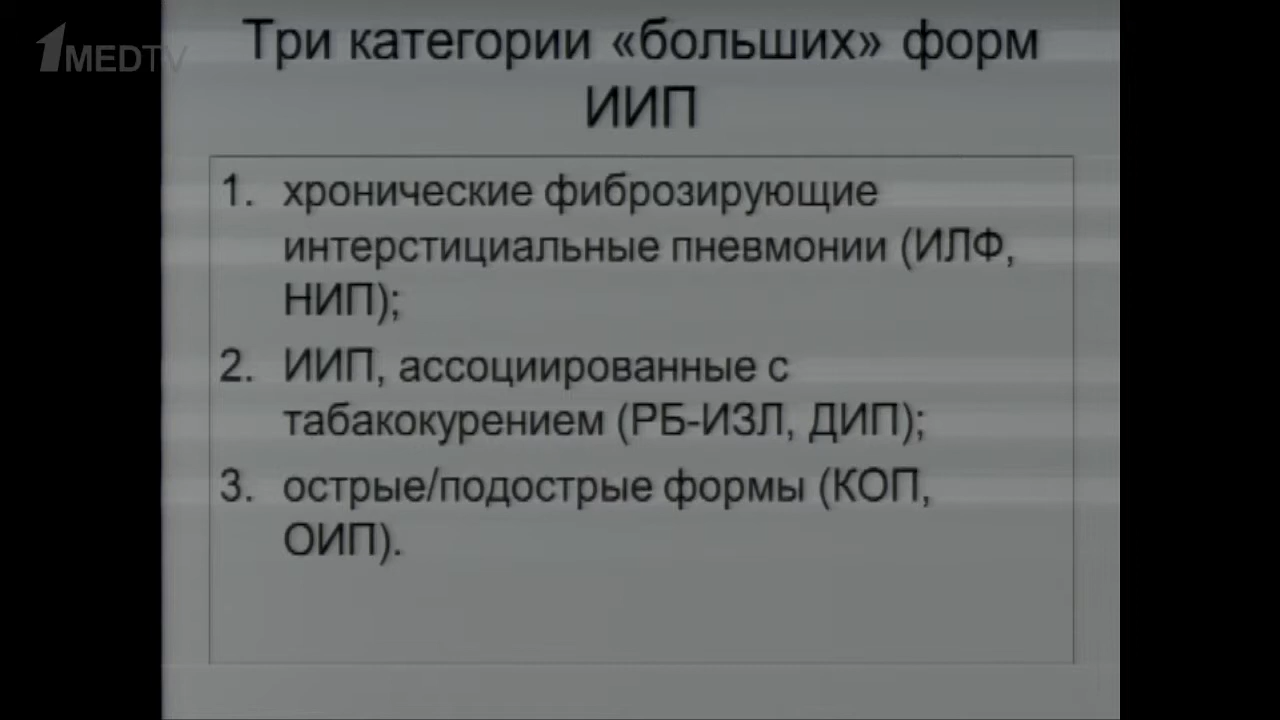 1MEDTV
Три категории «больших» форм
ИИП
1. хронические фиброзирующие
интерстициальные пневмонии (ИЛФ,
НИП);
2. ИИП, ассоциированные с
табакокурением (РБ-ИЗЛ, ДИП);
3. острые/подострые формы (КОП,
ОИП).